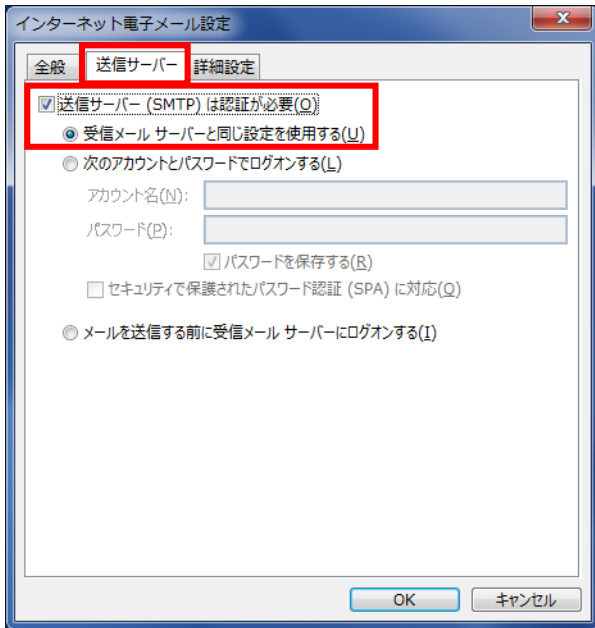 インターネット電子メール設定
全般 送信サーバー 詳細設定
送信サーバー (SMTP) は認証が必要(O)
受信メール サーバーと同じ設定を使用する(U)
次のアカウントとパスワードでログオンする(L)
アカウント名(N):
パスワード(P):
パスワードを保存する(R)
セキュリティで保護されたパスワード認証 (SPA) に対応(Q)
メールを送信する前に受信メール サーバーにログオンする(I)
OK キャンセル